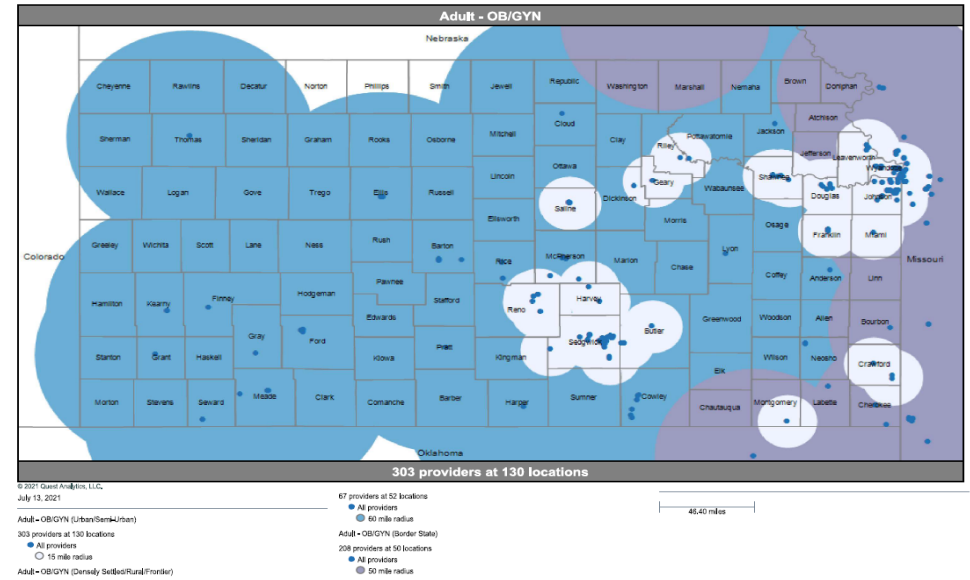 Adult - OB/GYN
Nebraska
Cheyenne Rawlins Decatur Norton Phillips Smith Jewell Republic Washington Marshall Nemaha Brown Doniphan
Cloud Atchison
Sherman Thomas Sheridan Graham Rooks Osborne Mitchell Clay Riley Pottawatomie Jackson Jefferson Leavenworth
Ottawa
Wallace Logan Gove Trego Ellis Russell Lincoln Dickinson Geary Wabaunsee Shawnee Douglas Johnson
Saline
Ellsworth Morris Osage Franklin Miami
Colorado Greeley Wichita Scott Lane Ness Rush Barton Rice McPherson Marion Chase Lyon Missouri
Pawnee Coffey Anderson Linn
Hamilton Kearny Finney Hodgeman Stafford Reno Harvey
Edwards Greenwood Woodson Allen Bourbon
Gray Ford Sedgwick Butler
Stanton Grant Haskell Kiowa Pratt Kingman Elk Wilson Neosho Crawford
Morton Stevens Seward Meade Clark Comanche Barber Harper Sumner Cowley Chautauqua Montgomery Labette Cherokee
Oklahoma
303 providers at 130 locations
© 2021 Quest Analytics, LLC.
July 13, 2021
Adult - OB/GYN (Urban/Semi-Urban)
303 providers at 130 locations
All providers
15 mile radius
Adult - OB/GYN (Densely Settled/Rural/Frontier)
67 providers at 52 locations
All providers
60 mile radius
Adult - OB/GYN (Border State)
208 providers at 50 locations
All providers
50 mile radius
46.40 miles